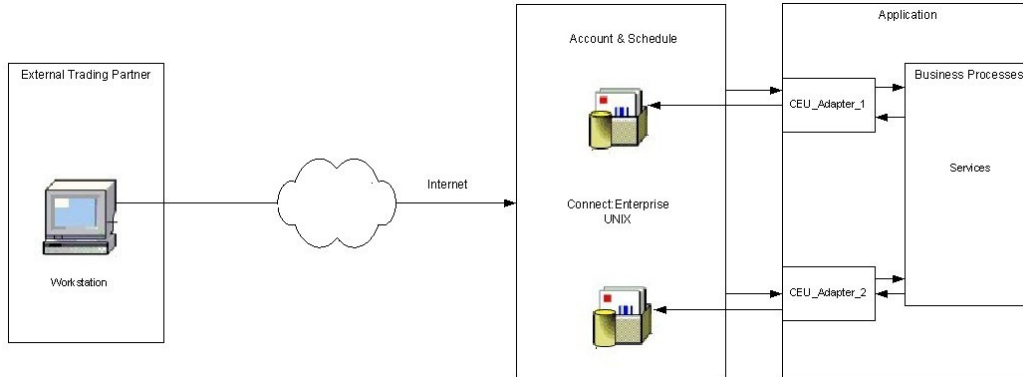 Application
Account & Schedule
External Trading Partner
Business Processes
CEU_Adapter_1
Services
Internet
Connect:Enterprise
UNIX
Workstation
CEU_Adapter_2